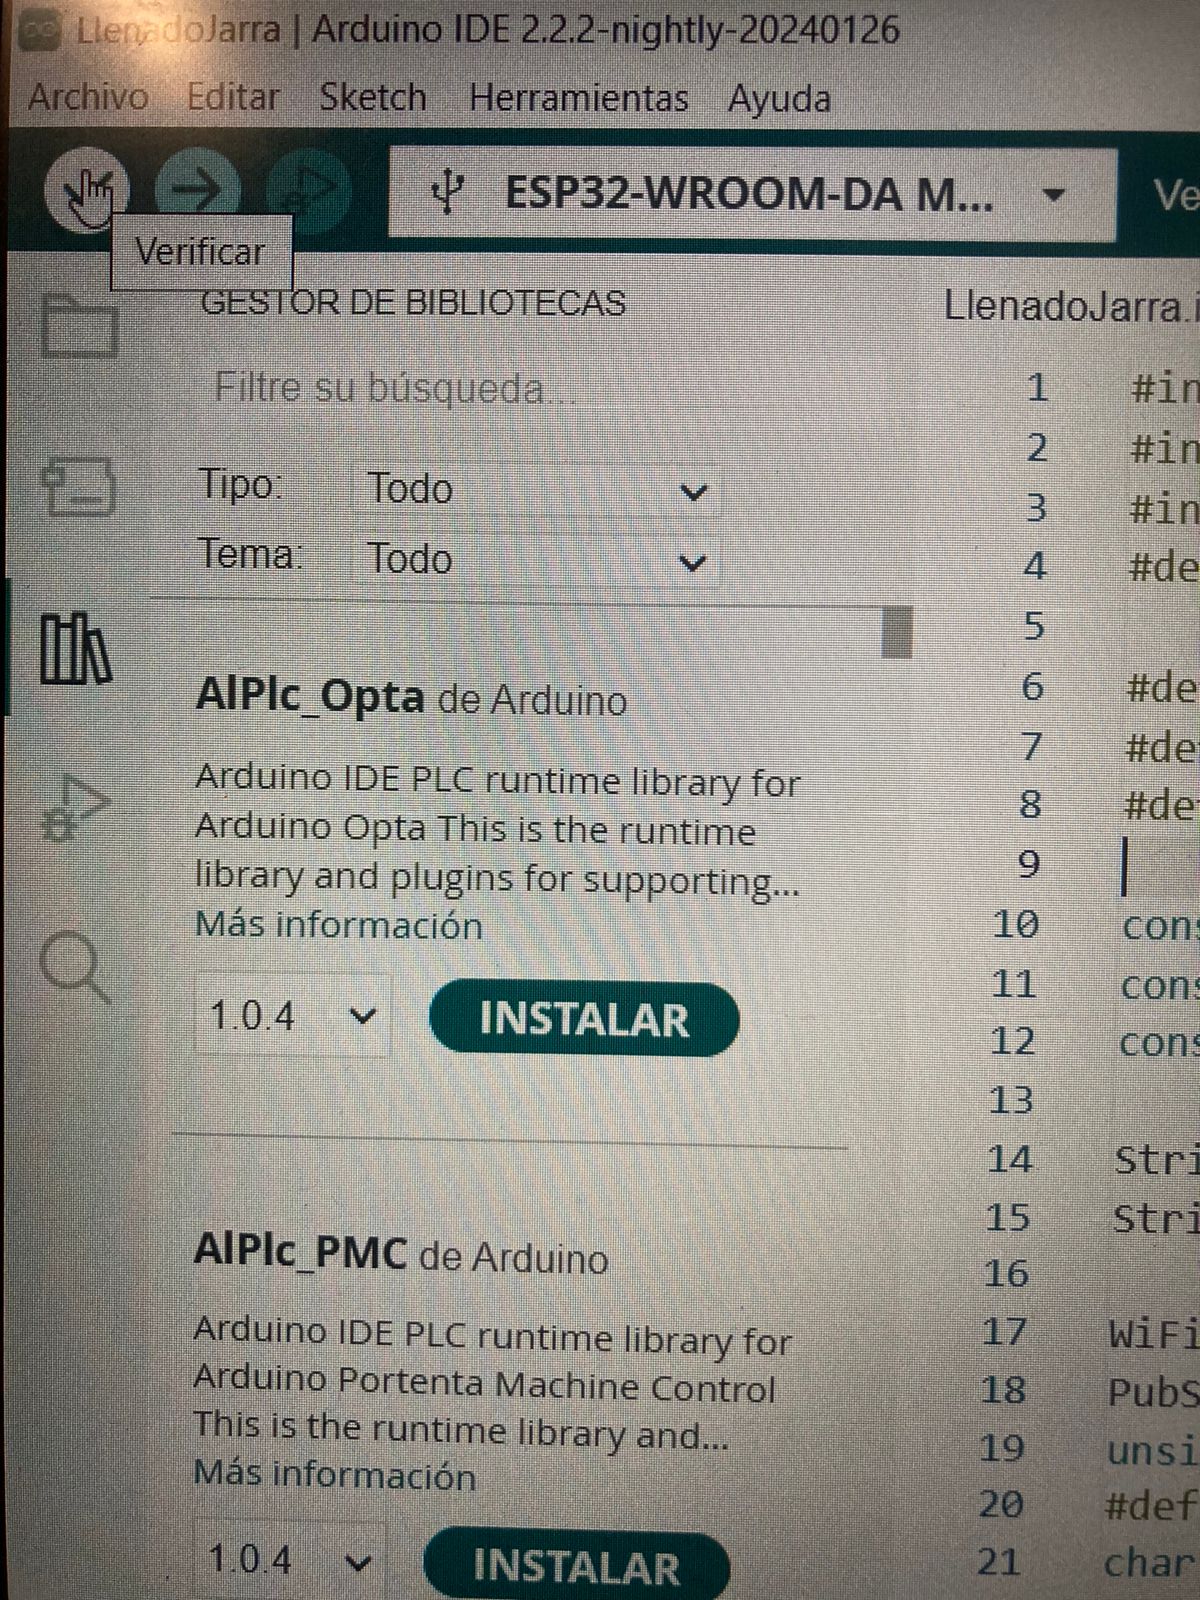 LlenadoJarra | Arduino IDE 2.2.2-nightly-20240126
Archivo Editar Sketch Herramientas Ayuda
ESP32-WROOM-DA M... Ve
Verificar
GESTOR DE BIBLIOTECAS
Filtre su búsqueda...
Tipo: Todo
Tema: Todo
AlPlc_Opta de Arduino
Arduino IDE PLC runtime library for
Arduino Opta This is the runtime
library and plugins for supporting...
Más información
1.0.4 INSTALAR
AlPlc_PMC de Arduino
Arduino IDE PLC runtime library for
Arduino Portenta Machine Control
This is the runtime library and...
Más información
1.0.4 INSTALAR
LlenadoJarra.i
1 #in
2 #in
3 #in
4 #de
5
6 #de
7 #de
8 #de
9
10 cons
11 cons
12 cons
13
14 Stri
15 Stri
16
17 WiFi
18 PubS
19 unsi
20 #def
21 char